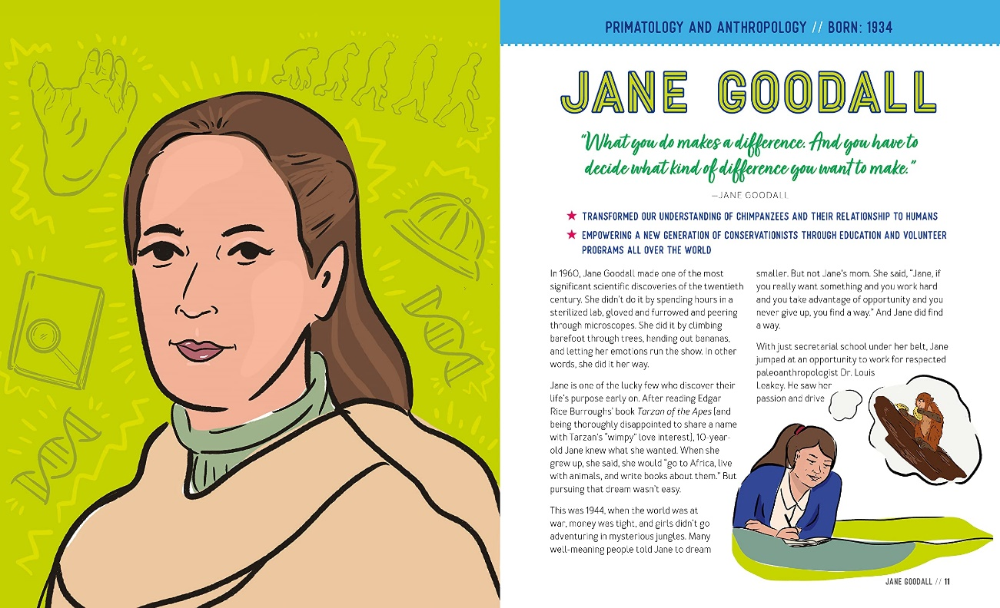 PRIMATOLOGY AND ANTHROPOLOGY // BORN: 1934
JANE GOODALL
"What you do makes a difference. And you have to
decide what kind of difference you want to make."
—JANE GOODALL
★ TRANSFORMED OUR UNDERSTANDING OF CHIMPANZEES AND THEIR RELATIONSHIP TO HUMANS
★ EMPOWERING A NEW GENERATION OF CONSERVATIONISTS THROUGH EDUCATION AND VOLUNTEER
PROGRAMS ALL OVER THE WORLD
In 1960, Jane Goodall made one of the most
significant scientific discoveries of the twentieth
century. She didn't do it by spending hours in a
sterilized lab, gloved and furrowed and peering
through microscopes. She did it by climbing
barefoot through trees, handing out bananas,
and letting her emotions run the show. In other
words, she did it her way.
Jane is one of the lucky few who discover their
life's purpose early on. After reading Edgar
Rice Burroughs' book Tarzan of the Apes (and
being thoroughly disappointed to share a name
with Tarzan's "wimpy" love interest), 10-year-
old Jane knew what she wanted. When she
grew up, she said, she would "go to Africa, live
with animals, and write books about them." But
pursuing that dream wasn't easy.
This was 1944, when the world was at
war, money was tight, and girls didn't go
adventuring in mysterious jungles. Many
well-meaning people told Jane to dream
smaller. But not Jane's mom. She said, "Jane, if
you really want something and you work hard
and you take advantage of opportunity and you
never give up, you find a way." And Jane did find
a way.
With just secretarial school under her belt, Jane
jumped at an opportunity to work for respected
paleoanthropologist Dr. Louis
Leakey. He saw her
passion and drive
JANE GOODALL // 11